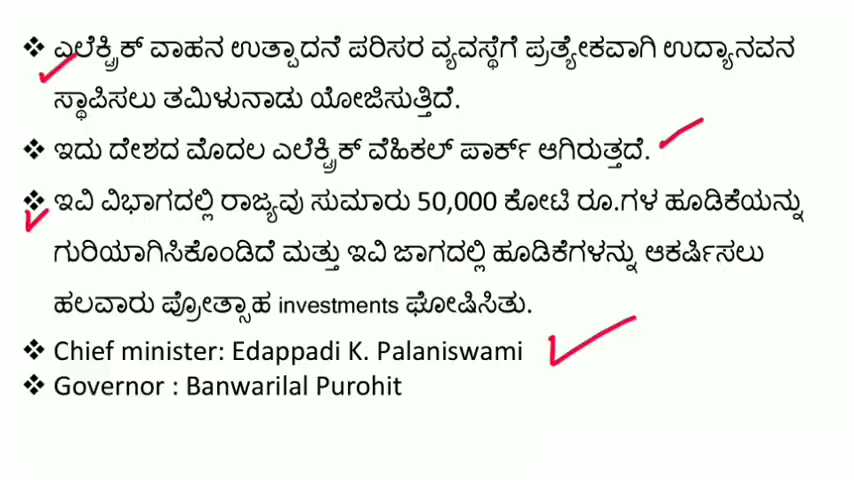 ❖ ಎಲೆಕ್ಟ್ರಿಕ್ ವಾಹನ ಉತ್ಪಾದನೆ ಪರಿಸರ ವ್ಯವಸ್ಥೆಗೆ ಪ್ರತ್ಯೇಕವಾಗಿ ಉದ್ಯಾನವನ
ಸ್ಥಾಪಿಸಲು ತಮಿಳುನಾಡು ಯೋಜಿಸುತ್ತಿದೆ.
❖ ಇದು ದೇಶದ ಮೊದಲ ಎಲೆಕ್ಟ್ರಿಕ್ ವೆಹಿಕಲ್ ಪಾರ್ಕ್ ಆಗಿರುತ್ತದೆ.
❖ ಇವಿ ವಿಭಾಗದಲ್ಲಿ ರಾಜ್ಯವು ಸುಮಾರು 50,000 ಕೋಟಿ ರೂ.ಗಳ ಹೂಡಿಕೆಯನ್ನು
ಗುರಿಯಾಗಿಸಿಕೊಂಡಿದೆ ಮತ್ತು ಇವಿ ಜಾಗದಲ್ಲಿ ಹೂಡಿಕೆಗಳನ್ನು ಆಕರ್ಷಿಸಲು
ಹಲವಾರು ಪ್ರೋತ್ಸಾಹ investments ಘೋಷಿಸಿತು.
❖ Chief minister: Edappadi K. Palaniswami
❖ Governor : Banwarilal Purohit